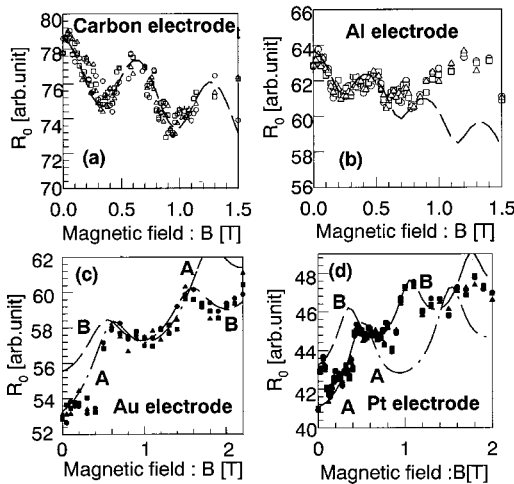 Carbon electrode
R0 [arb.unit]
80
78
76
74
72
70
(a)
0.0 0.5 1.0 1.5
Magnetic field : B [T]
Al electrode
R0 [arb.unit]
66
64
62
60
58
56
(b)
0.0 0.5 1.0 1.5
Magnetic field : B [T]
(c)
A
B
B
A
Au electrode
R0 [arb.unit]
62
60
58
56
54
52
0 1 2
Magnetic field : B [T]
(d)
B
B
A
A
Pt electrode
R0 [arb.unit]
48
46
44
42
40
0 1 2
Magnetic field :B[T]